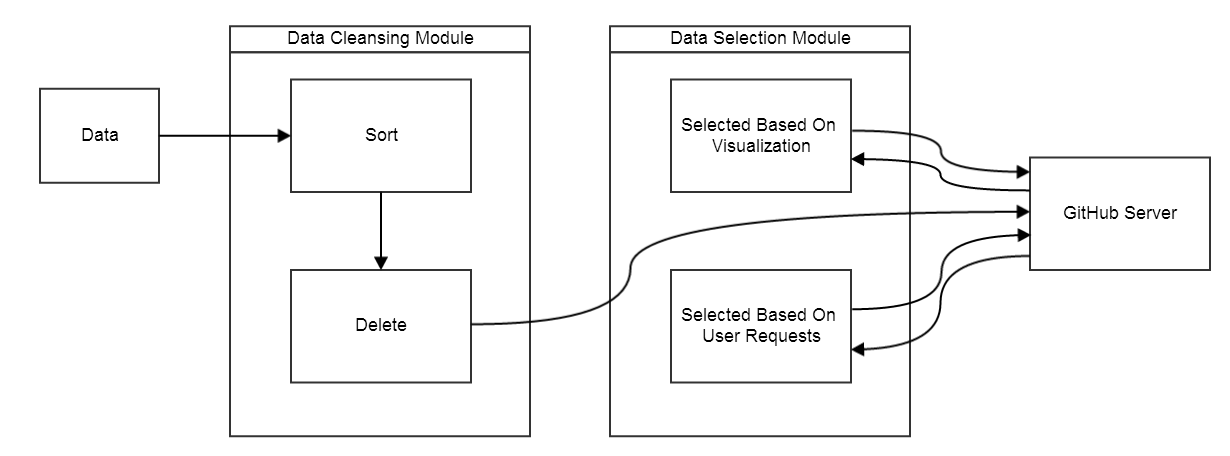 Data Cleansing Module
Data Selection Module
Data
Sort
Delete
Selected Based On
Visualization
Selected Based On
User Requests
GitHub Server